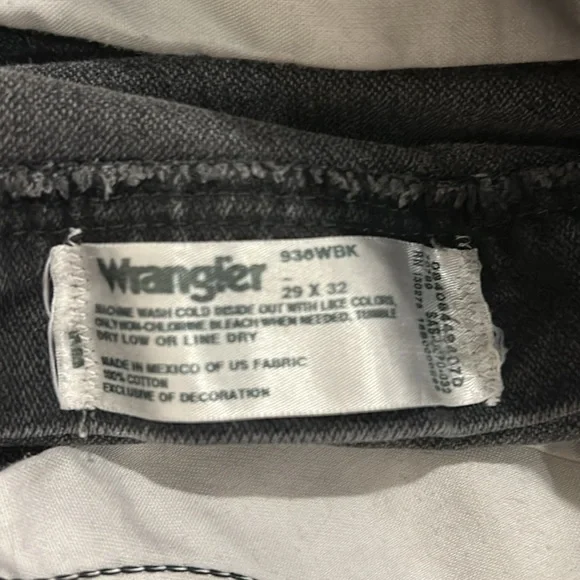 Wrangler
936WBK
29 X 32
MACHINE WASH COLD INSIDE OUT WITH LIKE COLORS,
ONLY NON-CHLORINE BLEACH WHEN NEEDED, TUMBLE
DRY LOW OR LINE DRY
MADE IN MEXICO OF US FABRIC
100% COTTON
EXCLUSIVE OF DECORATION